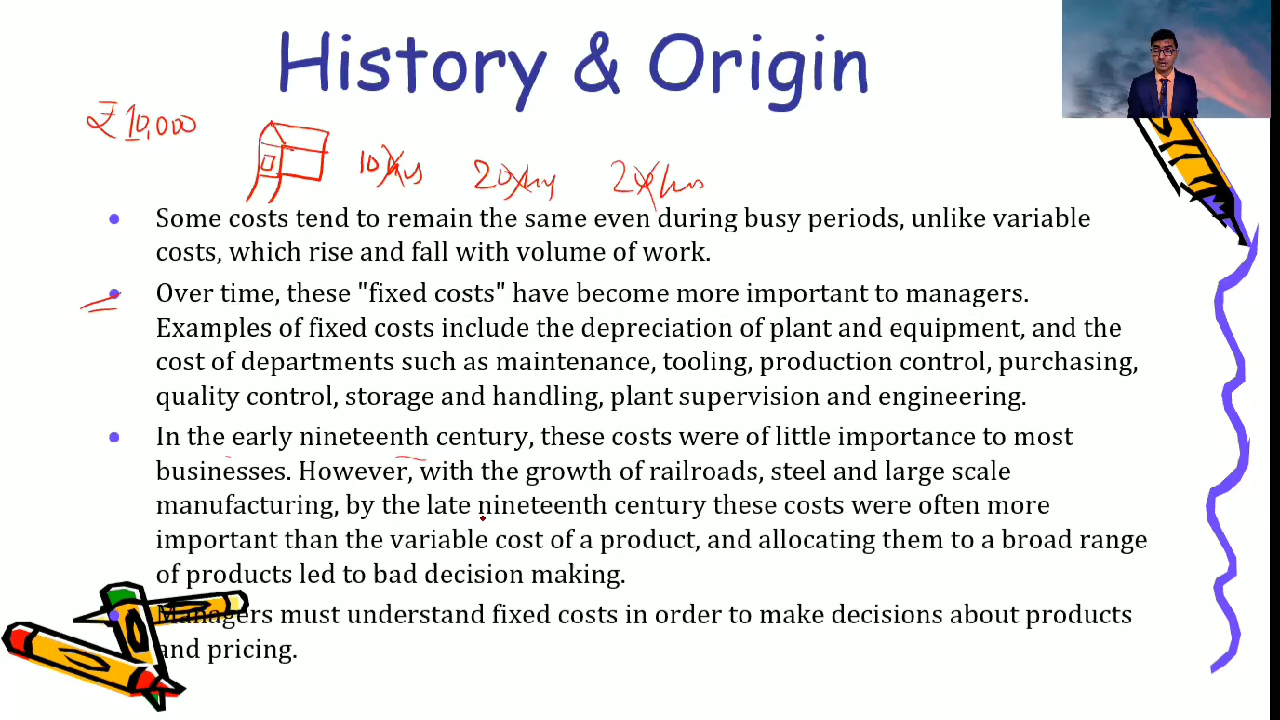 History & Origin
₹10,000
10 hrs 20 hrs 24 hrs
Some costs tend to remain the same even during busy periods, unlike variable
costs, which rise and fall with volume of work.
Over time, these "fixed costs" have become more important to managers.
Examples of fixed costs include the depreciation of plant and equipment, and the
cost of departments such as maintenance, tooling, production control, purchasing,
quality control, storage and handling, plant supervision and engineering.
In the early nineteenth century, these costs were of little importance to most
businesses. However, with the growth of railroads, steel and large scale
manufacturing, by the late nineteenth century these costs were often more
important than the variable cost of a product, and allocating them to a broad range
of products led to bad decision making.
Managers must understand fixed costs in order to make decisions about products
and pricing.